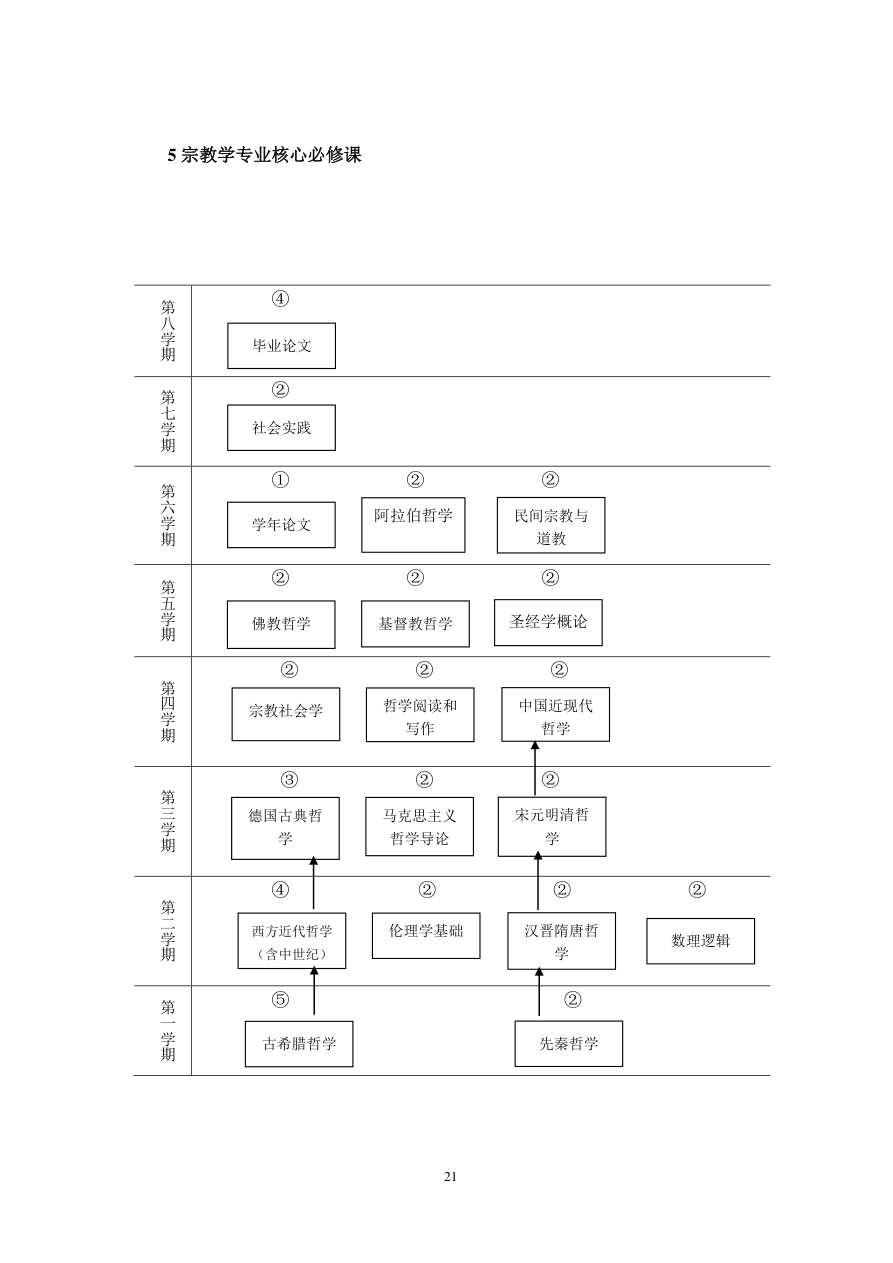 5 宗教学专业核心必修课
第八学期
④
毕业论文
第七学期
②
社会实践
第六学期
① ② ②
学年论文
阿拉伯哲学
民间宗教与
道教
第五学期
② ② ②
佛教哲学
基督教哲学
圣经学概论
第四学期
② ② ②
宗教社会学
哲学阅读和
写作
中国近现代
哲学
第三学期
③ ② ②
德国古典哲
学
马克思主义
哲学导论
宋元明清哲
学
第二学期
④ ② ② ②
西方近代哲学
（含中世纪）
伦理学基础
汉晋隋唐哲
学
数理逻辑
第一学期
⑤ ②
古希腊哲学
先秦哲学
21